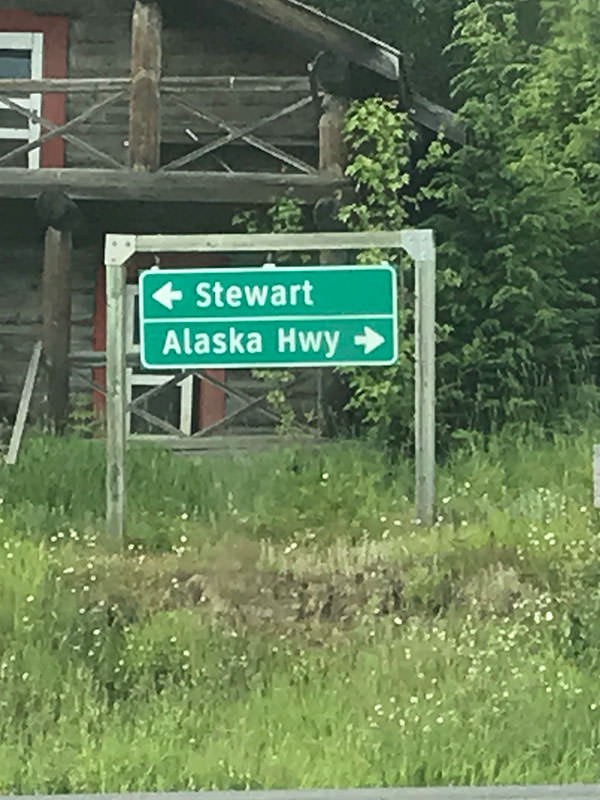 ← Stewart
Alaska Hwy →